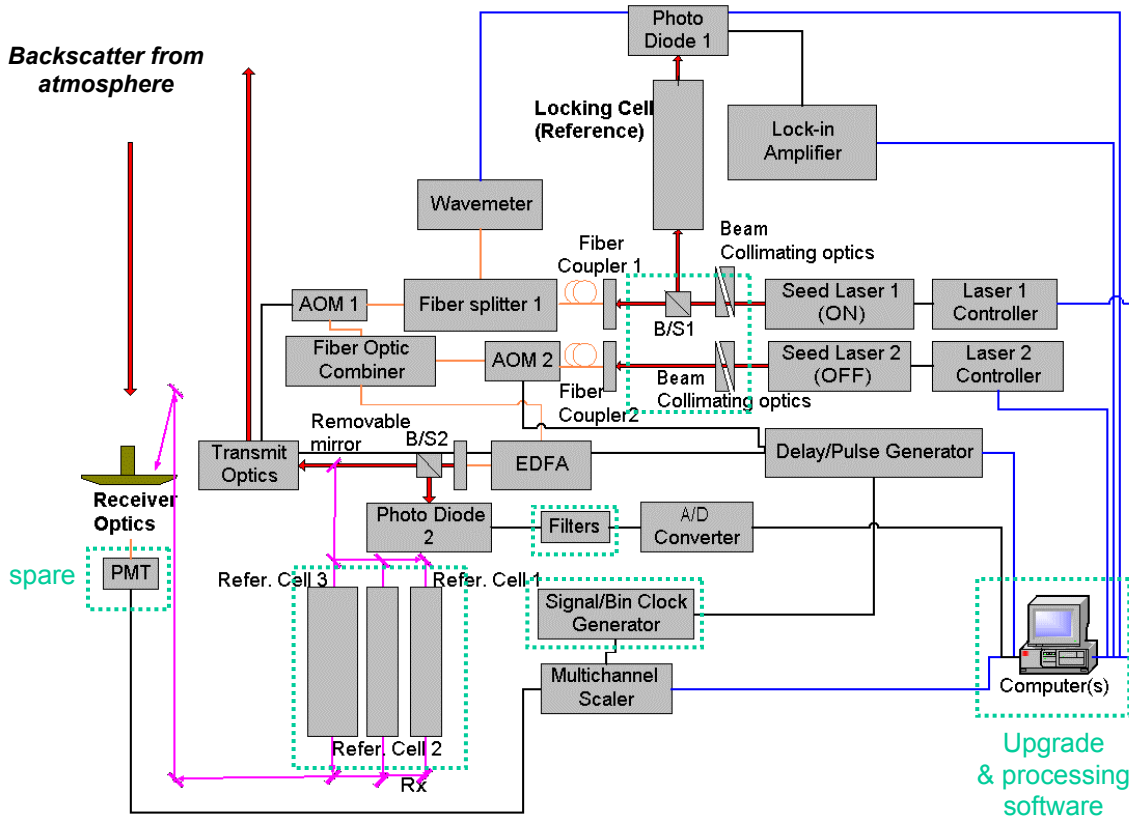 Backscatter from
atmosphere
Photo
Diode 1
Locking Cell
(Reference)
Lock-in
Amplifier
Wavemeter
Fiber
Coupler 1
Beam
Collimating optics
AOM 1
Fiber splitter 1
B/S1
Seed Laser 1
(ON)
Laser 1
Controller
Fiber Optic
Combiner
AOM 2
Fiber
Coupler2
Beam
Collimating optics
Seed Laser 2
(OFF)
Laser 2
Controller
Removable
mirror
B/S2
Transmit
Optics
EDFA
Delay/Pulse Generator
Receiver
Optics
Photo Diode
2
Filters
A/D
Converter
spare
PMT
Refer. Cell 3
Refer. Cell 1
Signal/Bin Clock
Generator
Multichannel
Scaler
Computer(s)
Refer. Cell 2
Rx
Upgrade
& processing
software